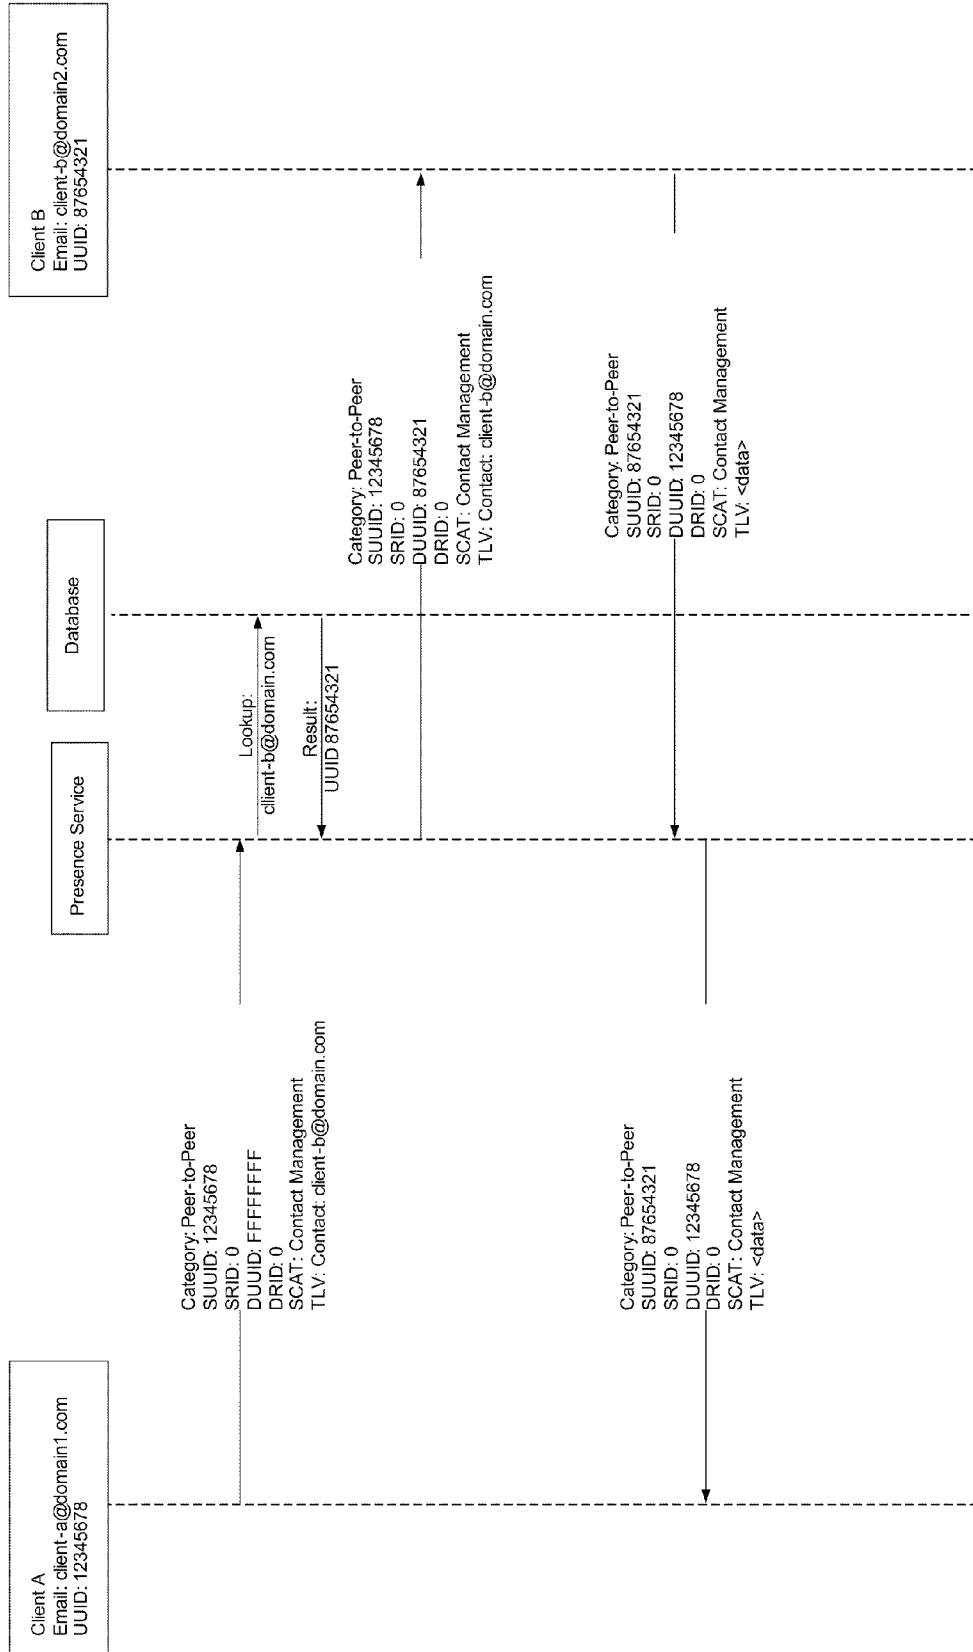 Client A
Email: client-a@domain1.com
UUID: 12345678
Presence Service
Database
Client B
Email: client-b@domain2.com
UUID: 87654321
Category: Peer-to-Peer
SUUID: 12345678
SRID: 0
DUUID: FFFFFFFF
DRID: 0
SCAT: Contact Management
TLV: Contact: client-b@domain.com
Lookup:
client-b@domain.com
Result:
UUID 87654321
Category: Peer-to-Peer
SUUID: 12345678
SRID: 0
DUUID: 87654321
DRID: 0
SCAT: Contact Management
TLV: Contact: client-b@domain.com
Category: Peer-to-Peer
SUUID: 87654321
SRID: 0
DUUID: 12345678
DRID: 0
SCAT: Contact Management
TLV: <data>
Category: Peer-to-Peer
SUUID: 87654321
SRID: 0
DUUID: 12345678
DRID: 0
SCAT: Contact Management
TLV: <data>